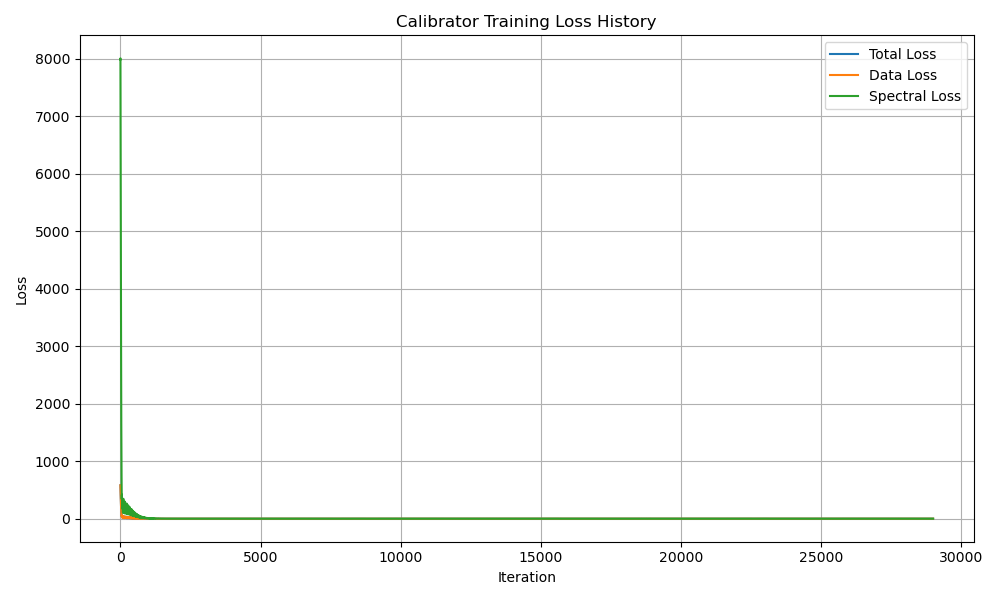 Calibrator Training Loss History
Total Loss
Data Loss
Spectral Loss
8000
7000
6000
5000
4000
3000
2000
1000
0
Loss
0 5000 10000 15000 20000 25000 30000
Iteration